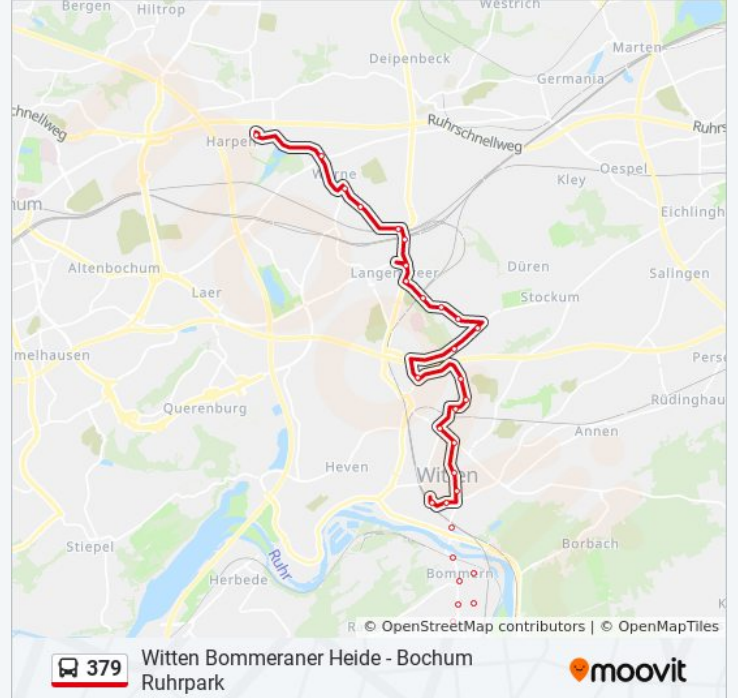 Bergen
Hiltrop
Westrich
Deipenbeck
Marten
Germania
chnellweg
Ruhrschnellweg
Ruhrs
Harpen
Werne
Kley
Oespel
hum
Eichlingh
Altenbochum
Langendreer
Düren
Salingen
Laer
Stockum
melhausen
Perse
Querenburg
Rüdinghau
Annen
Heven
Witten
Stiepel
Ruhr
Herbede
Bommern
Borbach
R
K
© OpenStreetMap contributors | © OpenMapTiles
379
Witten Bommeraner Heide - Bochum
Ruhrpark
moovit